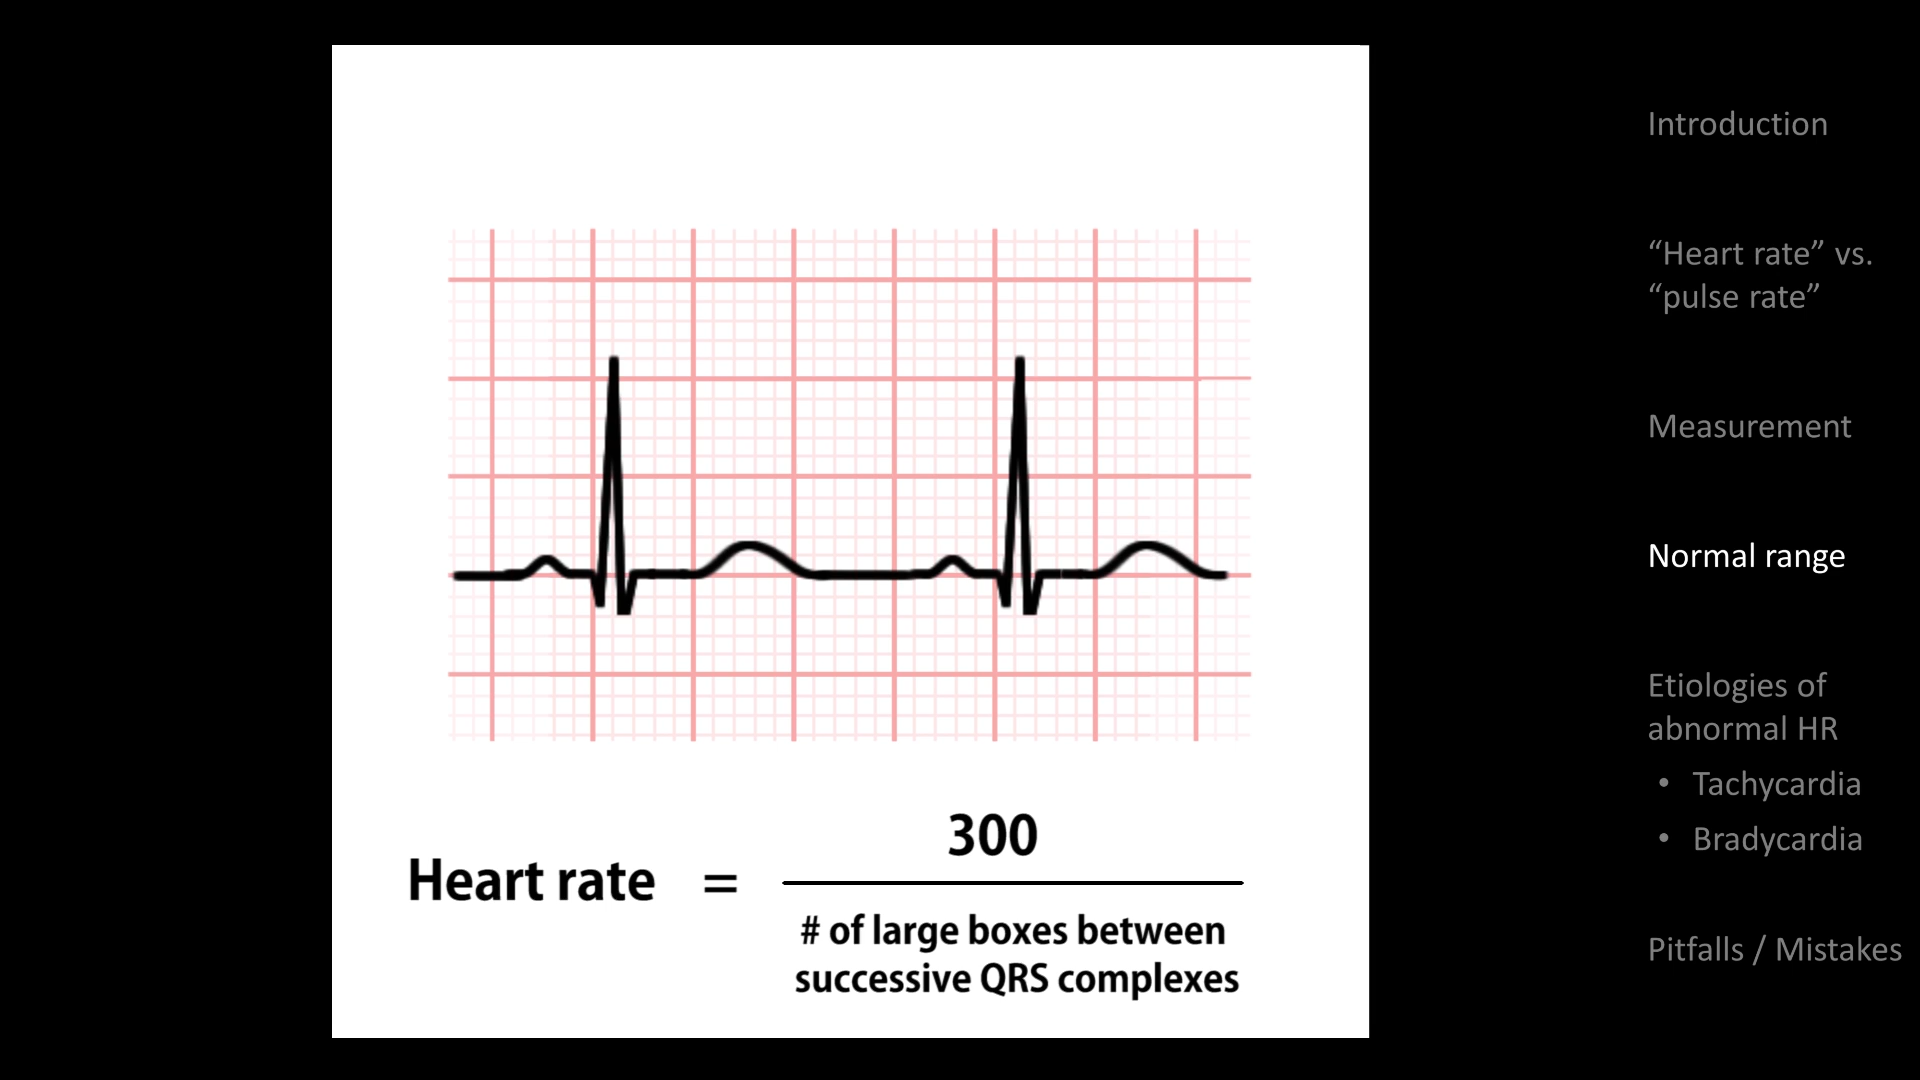 Heart rate = 300
# of large boxes between
successive QRS complexes
Introduction
“Heart rate” vs.
“pulse rate”
Measurement
Normal range
Etiologies of
abnormal HR
• Tachycardia
• Bradycardia
Pitfalls / Mistakes